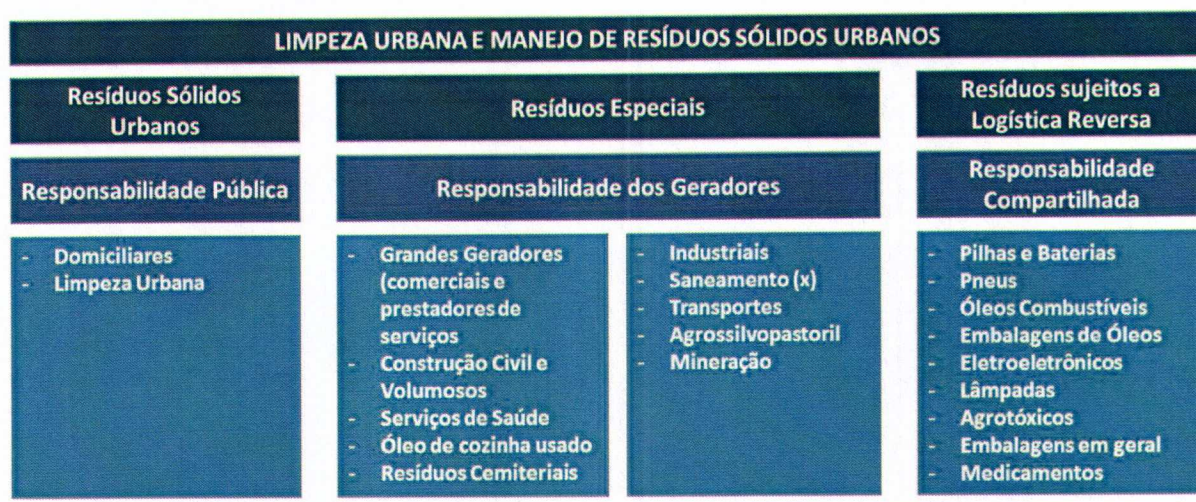 LIMPEZA URBANA E MANEJO DE RESÍDUOS SÓLIDOS URBANOS
Resíduos Sólidos
Urbanos
Responsabilidade Pública
- Domiciliares
- Limpeza Urbana
Resíduos Especiais
Responsabilidade dos Geradores
- Grandes Geradores
(comerciais e
prestadores de
serviços
- Construção Civil e
Volumosos
- Serviços de Saúde
- Óleo de cozinha usado
- Resíduos Cemiteriais
- Industriais
- Saneamento (x)
- Transportes
- Agrossilvopastoril
- Mineração
Resíduos sujeitos a
Logística Reversa
Responsabilidade
Compartilhada
- Pilhas e Baterias
- Pneus
- Óleos Combustíveis
- Embalagens de Óleos
- Eletroeletrônicos
- Lâmpadas
- Agrotóxicos
- Embalagens em geral
- Medicamentos